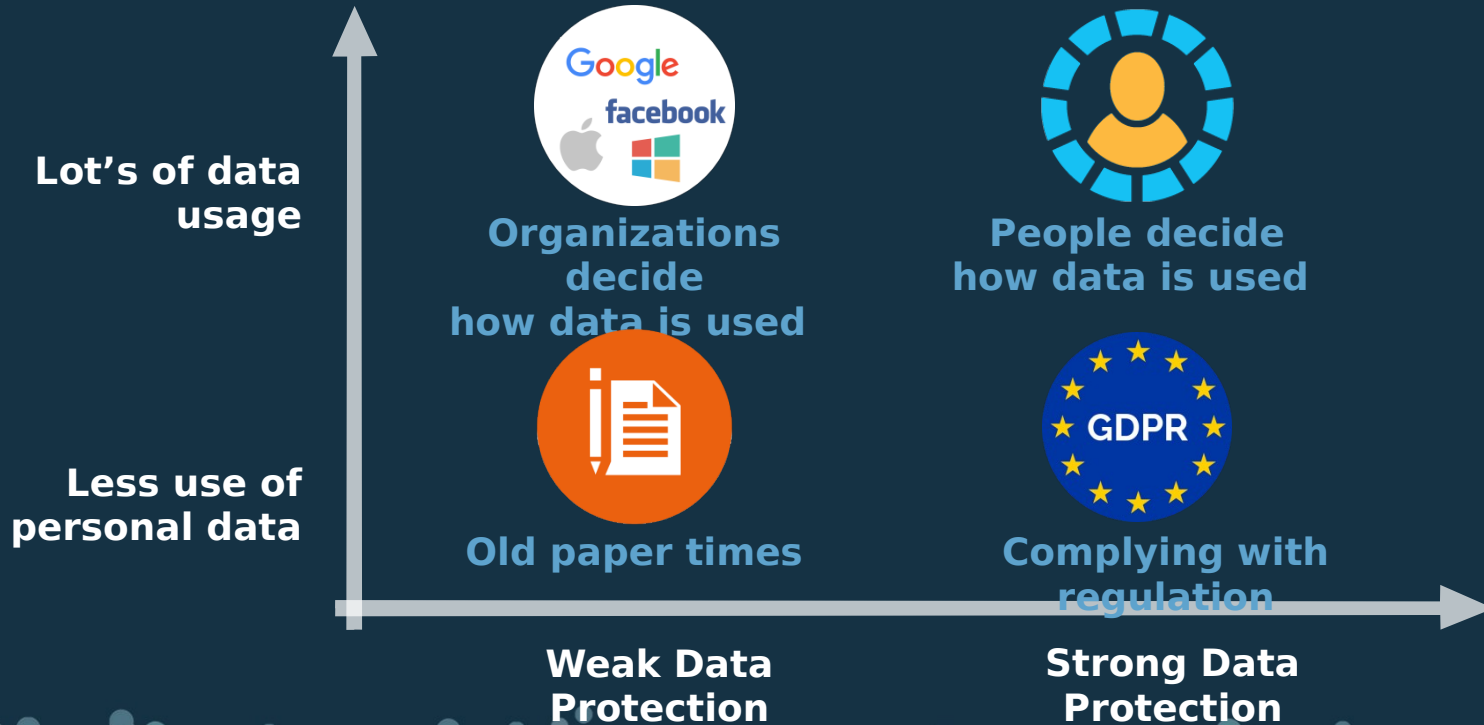 Google
facebook
Lot’s of data
usage
Organizations
decide
how data is used
People decide
how data is used
GDPR
Less use of
personal data
Old paper times
Complying with
regulation
Weak Data
Protection
Strong Data
Protection